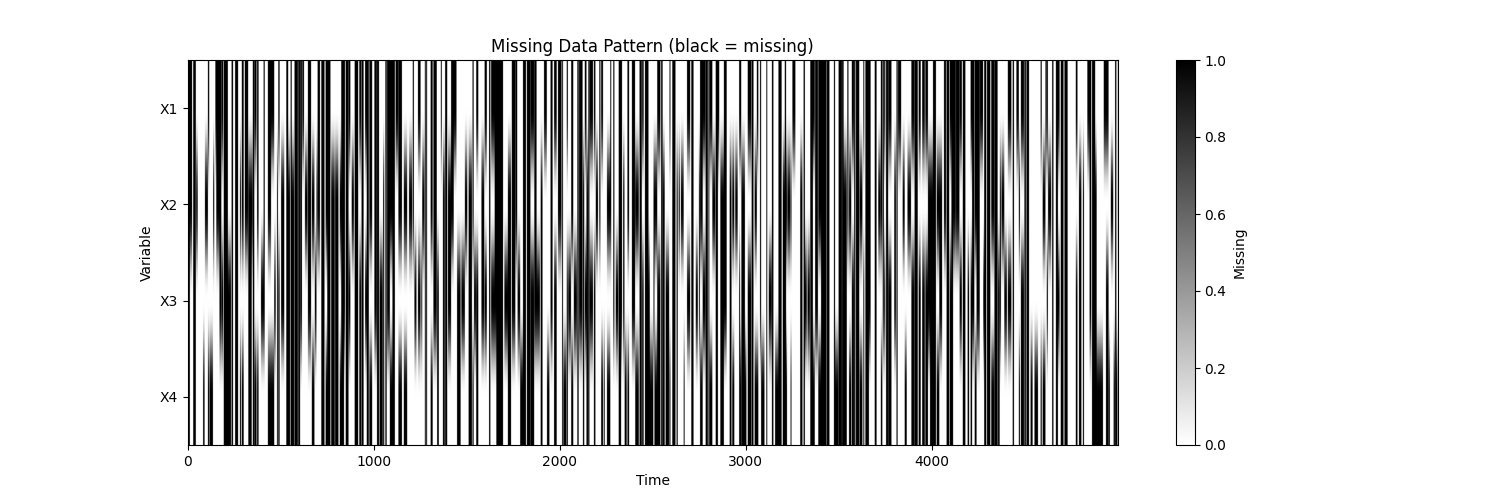 Missing Data Pattern (black = missing)
X1
X2
X3
X4
Variable
0 1000 2000 3000 4000
Time
1.0
0.8
0.6
0.4
0.2
0.0
Missing